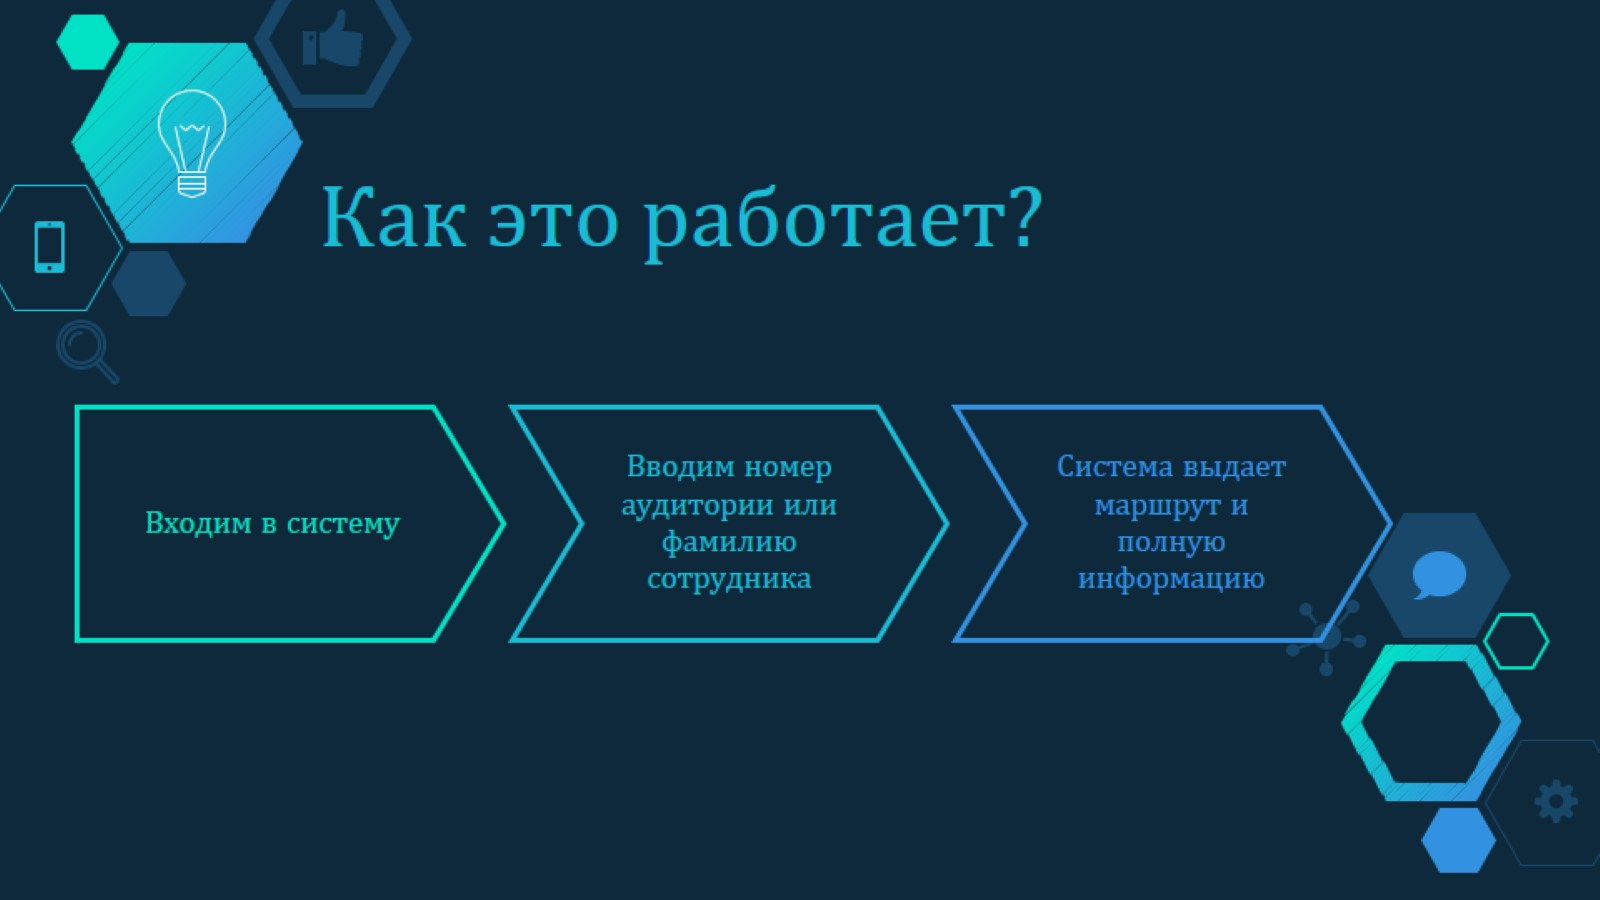 Как это работает?
Входим в систему
Вводим номер
аудитории или
фамилию
сотрудника
Система выдает
маршрут и
полную
информацию